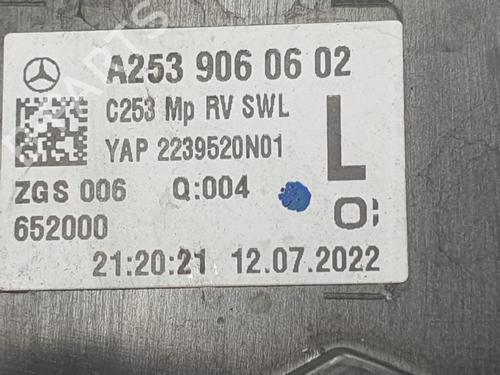 A253 906 06 02
C253 Mp RV SWL
YAP 2239520N01
L
ZGS 006 Q:004
652000
21:20:21 12.07.2022